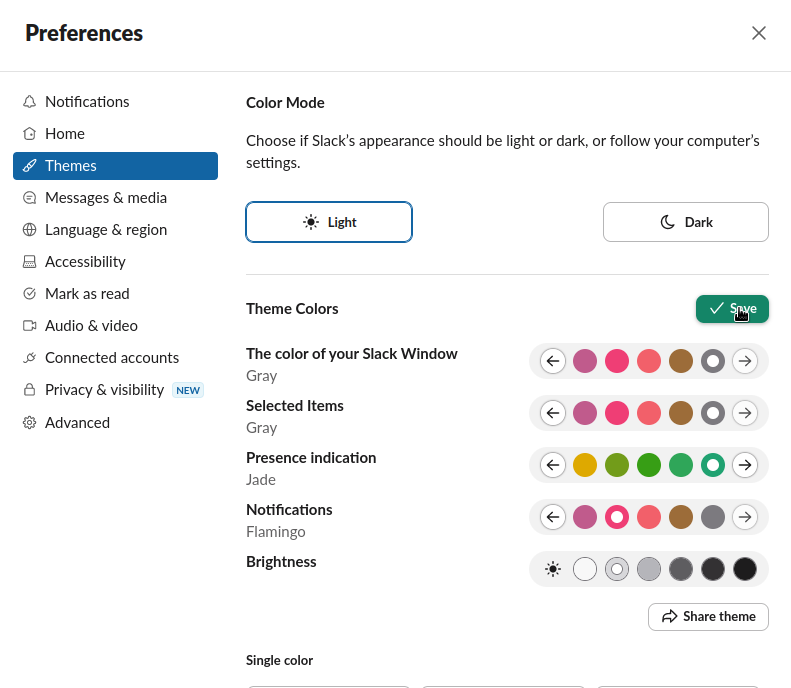 Preferences
Notifications
Home
Themes
Messages & media
Language & region
Accessibility
Mark as read
Audio & video
Connected accounts
Privacy & visibility NEW
Advanced
Color Mode
Choose if Slack's appearance should be light or dark, or follow your computer's
settings.
Light
Dark
Theme Colors
Save
The color of your Slack Window
Gray
Selected Items
Gray
Presence indication
Jade
Notifications
Flamingo
Brightness
Share theme
Single color